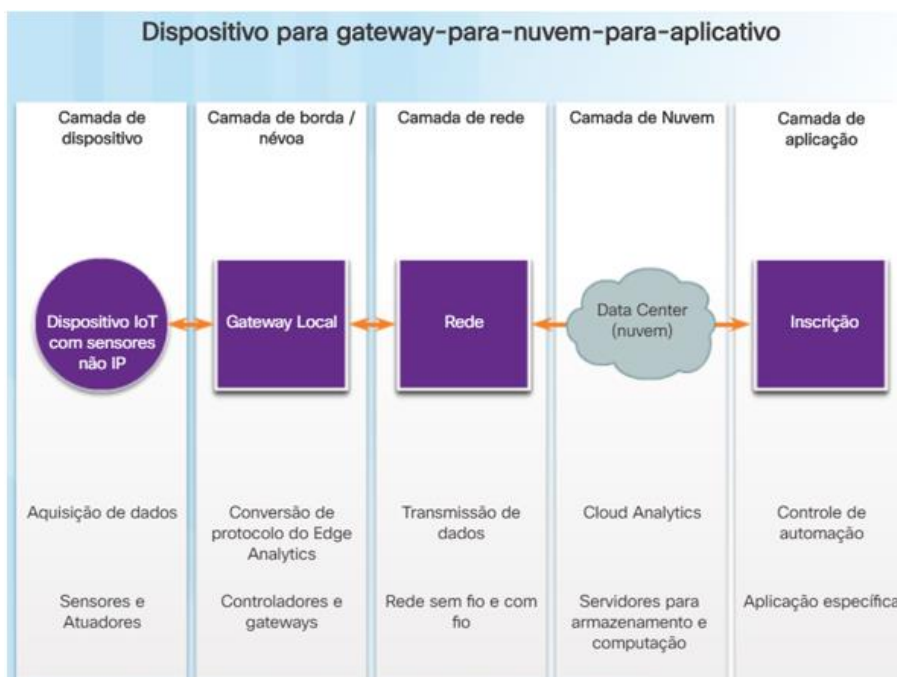 Dispositivo para gateway-para-nuvem-para-aplicativo
Camada de
dispositivo
Camada de borda /
névoa
Camada de rede
Camada de Nuvem
Camada de
aplicação
Dispositivo IoT
com sensores
não IP
Gateway Local
Rede
Data Center
(nuvem)
Inscrição
Aquisição de dados
Conversão de
protocolo do Edge
Analytics
Transmissão de
dados
Cloud Analytics
Controle de
automação
Sensores e
Atuadores
Controladores e
gateways
Rede sem fio e com
fio
Servidores para
armazenamento e
computação
Aplicação específica